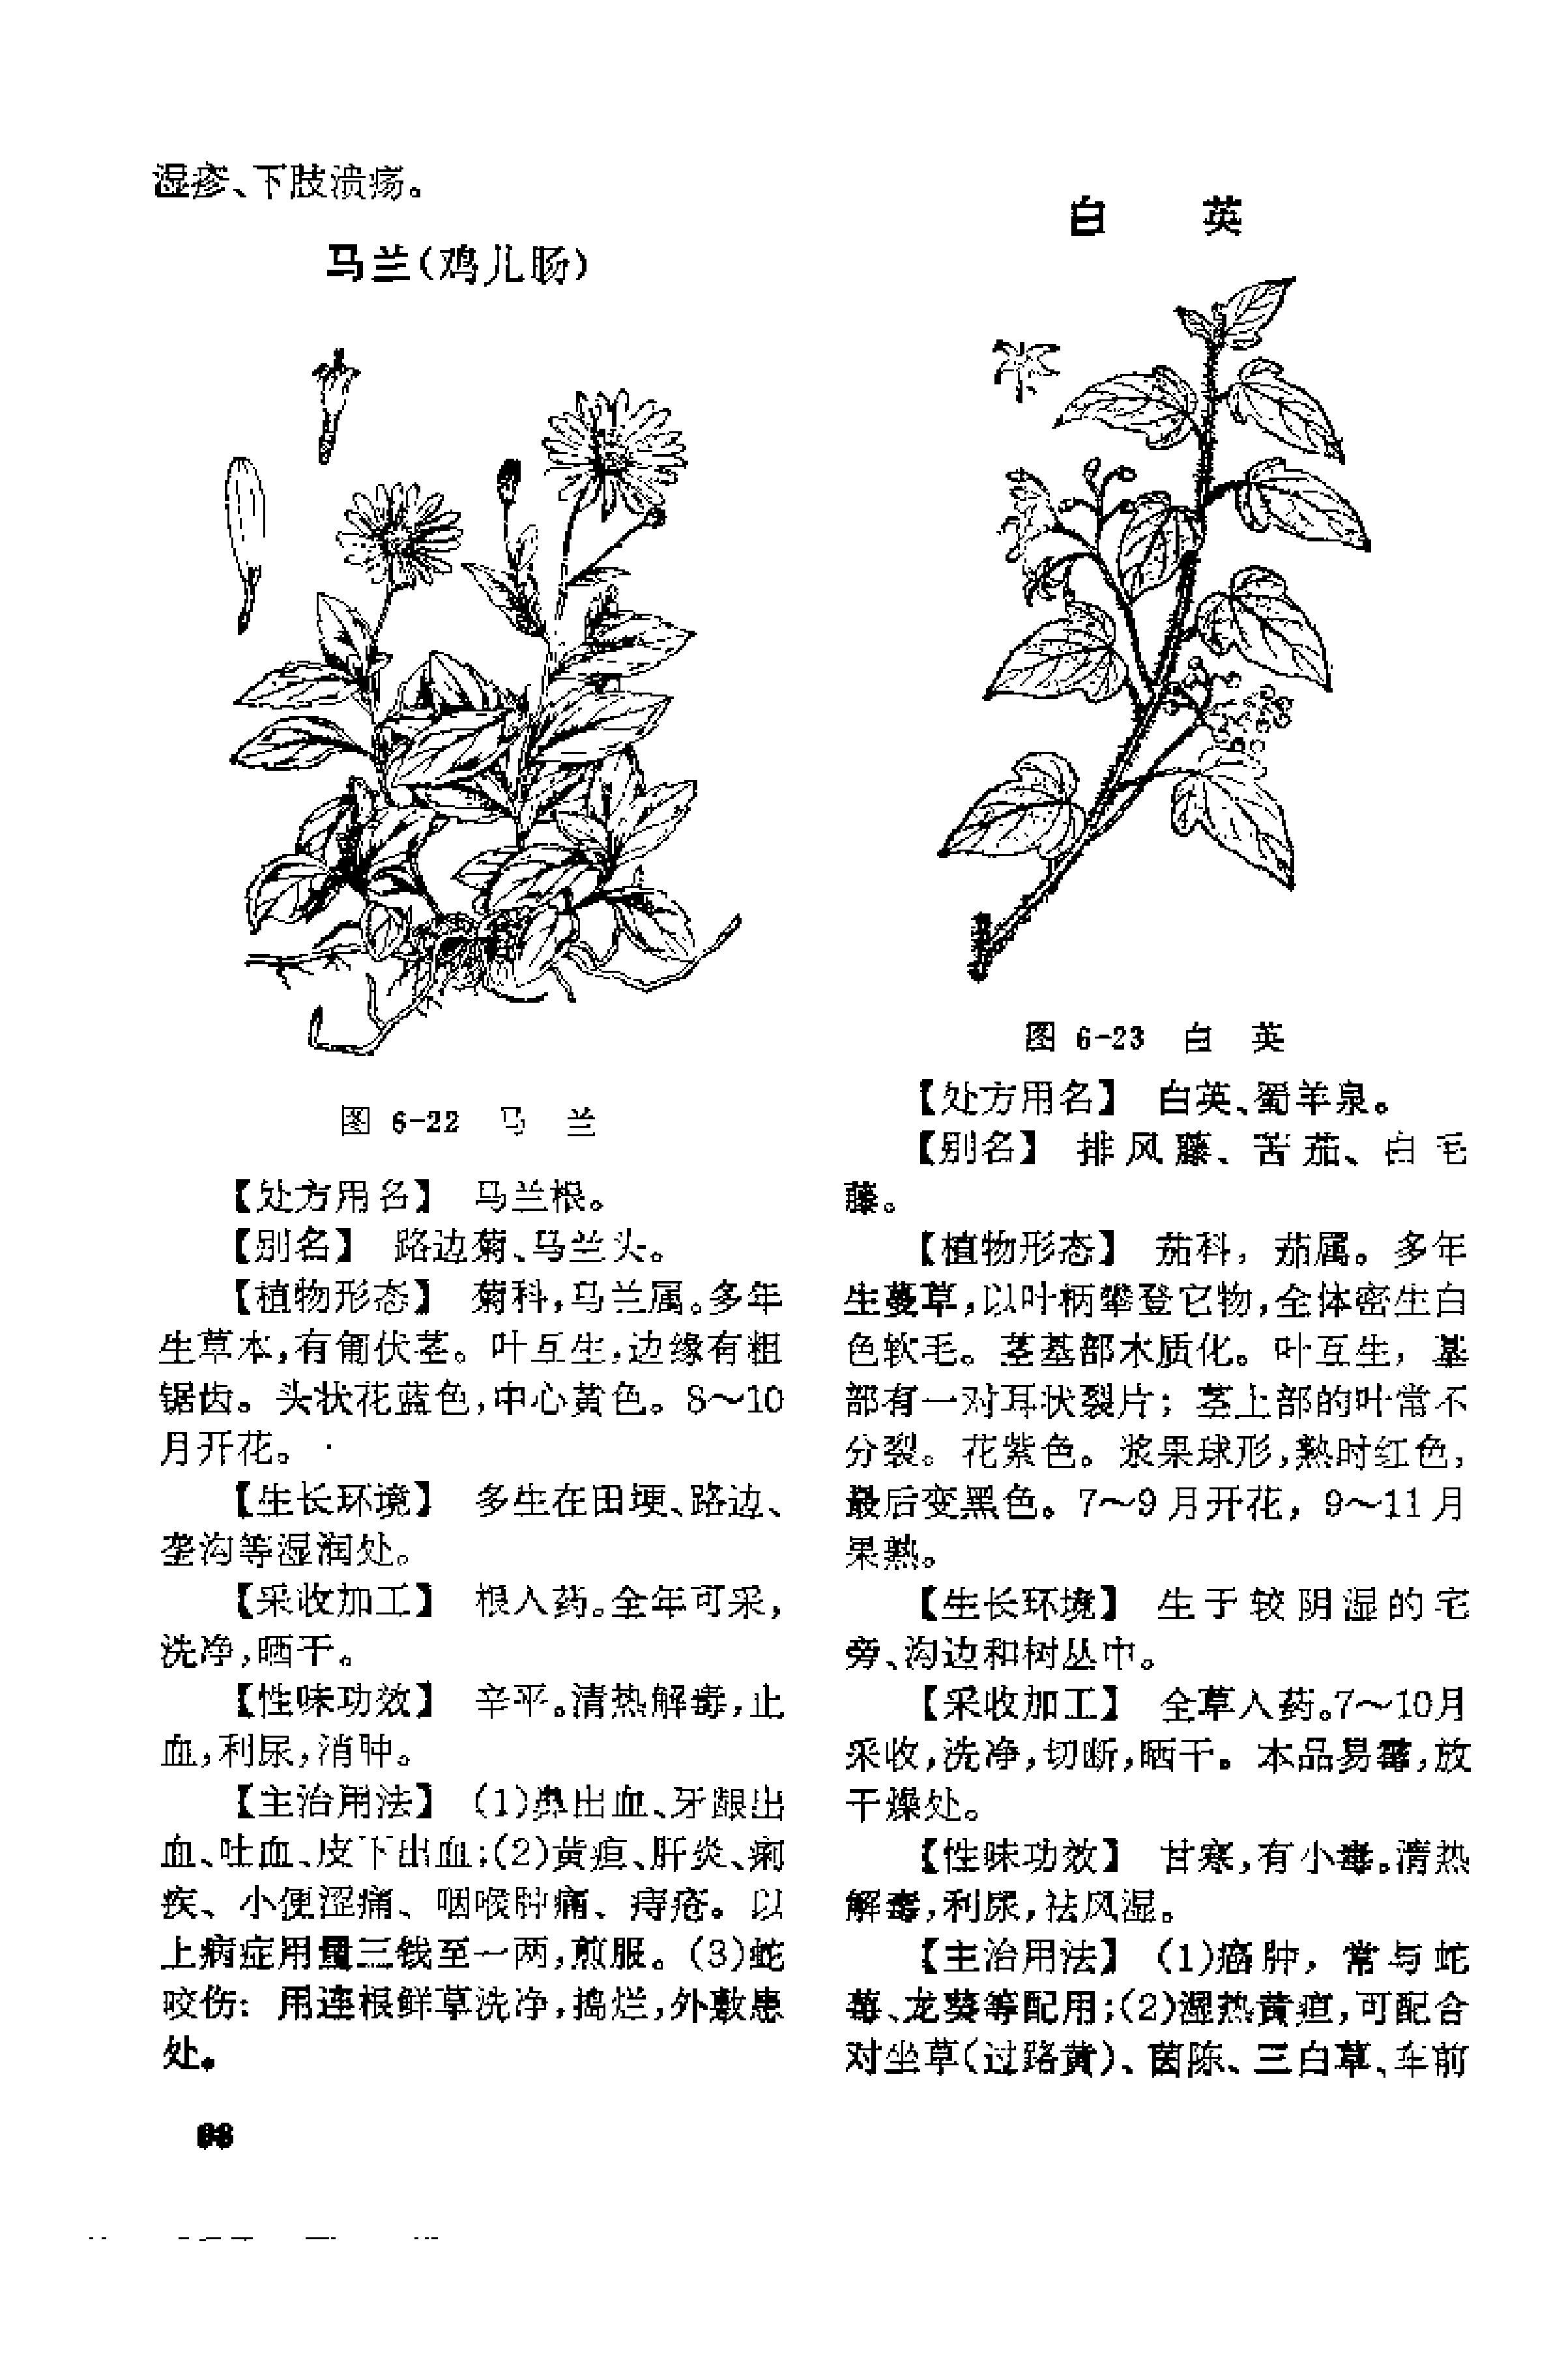 湿疹、下肢溃疡。
马兰(鸡儿肠)
图 6-22 马 兰
【处方用名】 马兰根。
【别名】 路边菊、马兰头。
【植物形态】 菊科,马兰属。多年
生草本,有匍伏茎。叶互生,边缘有粗
锯齿。头状花蓝色,中心黄色。8～10
月开花。
【生长环境】 多生在田埂、路边、
垄沟等湿润处。
【采收加工】 根入药。全年可采,
洗净,晒干。
【性味功效】 辛平。清热解毒,止
血,利尿,消肿。
【主治用法】 (1)鼻出血、牙龈出
血、吐血、皮下出血;(2)黄疸、肝炎、痢
疾、小便涩痛、咽喉肿痛、痔疮。以
上病症用量三钱至一两,煎服。(3)蛇
咬伤: 用连根鲜草洗净,捣烂,外敷患
处。
白 英
图 6-23 白 英
【处方用名】 白英、蜀羊泉。
【别名】 排风藤、苦茄、白毛
藤。
【植物形态】 茄科, 茄属。多年
生蔓草,以叶柄攀登它物,全体密生白
色软毛。茎基部木质化。叶互生, 基
部有一对耳状裂片; 茎上部的叶常不
分裂。花紫色。浆果球形,熟时红色,
最后变黑色。7～9月开花, 9～11月
果熟。
【生长环境】 生于较阴湿的宅
旁、沟边和树丛中。
【采收加工】 全草入药。7～10月
采收,洗净,切断,晒干。本品易霉,放
干燥处。
【性味功效】 甘寒,有小毒。清热
解毒,利尿,祛风湿。
【主治用法】 (1)痛肿, 常与蛇
莓、龙葵等配用;(2)湿热黄疸,可配合
对坐草(过路黄)、茵陈、三白草、车前